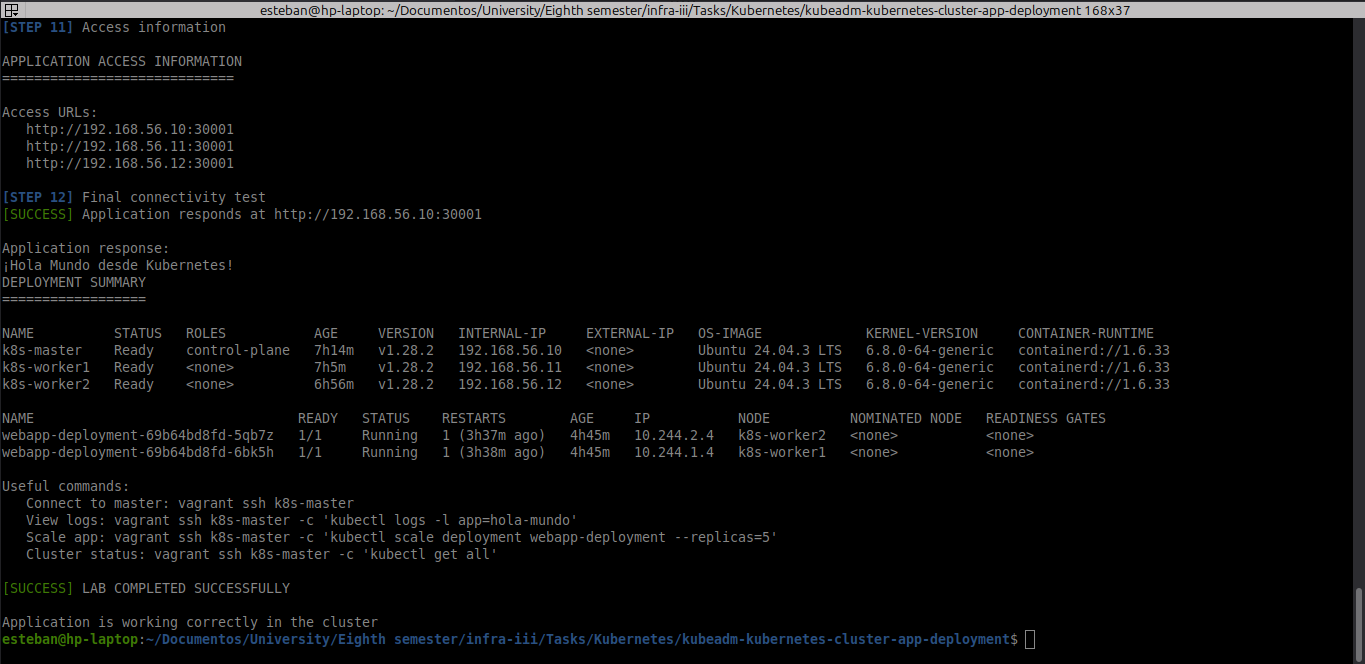 esteban@hp-laptop: ~/Documentos/University/Eighth semester/infra-iii/Tasks/Kubernetes/kubeadm-kubernetes-cluster-app-deployment 168x37
[STEP 11] Access information
APPLICATION ACCESS INFORMATION
=============================
Access URLs:
http://192.168.56.10:30001
http://192.168.56.11:30001
http://192.168.56.12:30001
[STEP 12] Final connectivity test
[SUCCESS] Application responds at http://192.168.56.10:30001
Application response:
¡Hola Mundo desde Kubernetes!
DEPLOYMENT SUMMARY
==================
NAME STATUS ROLES AGE VERSION INTERNAL-IP EXTERNAL-IP OS-IMAGE KERNEL-VERSION CONTAINER-RUNTIME
k8s-master Ready control-plane 7h14m v1.28.2 192.168.56.10 <none> Ubuntu 24.04.3 LTS 6.8.0-64-generic containerd://1.6.33
k8s-worker1 Ready <none> 7h5m v1.28.2 192.168.56.11 <none> Ubuntu 24.04.3 LTS 6.8.0-64-generic containerd://1.6.33
k8s-worker2 Ready <none> 6h56m v1.28.2 192.168.56.12 <none> Ubuntu 24.04.3 LTS 6.8.0-64-generic containerd://1.6.33
NAME READY STATUS RESTARTS AGE IP NODE NOMINATED NODE READINESS GATES
webapp-deployment-69b64bd8fd-5qb7z 1/1 Running 1 (3h37m ago) 4h45m 10.244.2.4 k8s-worker2 <none> <none>
webapp-deployment-69b64bd8fd-6bk5h 1/1 Running 1 (3h38m ago) 4h45m 10.244.1.4 k8s-worker1 <none> <none>
Useful commands:
Connect to master: vagrant ssh k8s-master
View logs: vagrant ssh k8s-master -c 'kubectl logs -l app=hola-mundo'
Scale app: vagrant ssh k8s-master -c 'kubectl scale deployment webapp-deployment --replicas=5'
Cluster status: vagrant ssh k8s-master -c 'kubectl get all'
[SUCCESS] LAB COMPLETED SUCCESSFULLY
Application is working correctly in the cluster
esteban@hp-laptop:~/Documentos/University/Eighth semester/infra-iii/Tasks/Kubernetes/kubeadm-kubernetes-cluster-app-deployment$